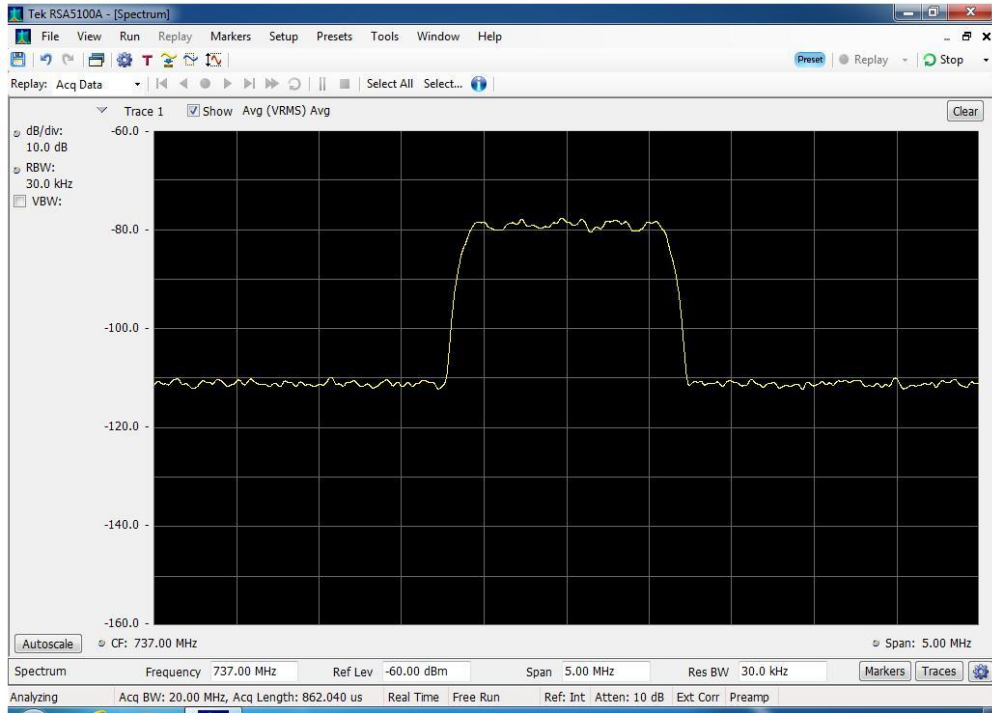 Tek RSA5100A - [Spectrum]
File View Run Replay Markers Setup Presets Tools Window Help
Preset Replay Stop
Replay: Acq Data Select All Select...
Trace 1 Show Avg (VRMS) Avg Clear
dB/div:
10.0 dB
RBW:
30.0 kHz
VBW:
-60.0
-80.0
-100.0
-120.0
-140.0
-160.0
Autoscale CF: 737.00 MHz Span: 5.00 MHz
Spectrum Frequency 737.00 MHz Ref Lev -60.00 dBm Span 5.00 MHz Res BW 30.0 kHz Markers Traces
Analyzing Acq BW: 20.00 MHz, Acq Length: 862.040 us Real Time Free Run Ref: Int Atten: 10 dB Ext Corr Preamp